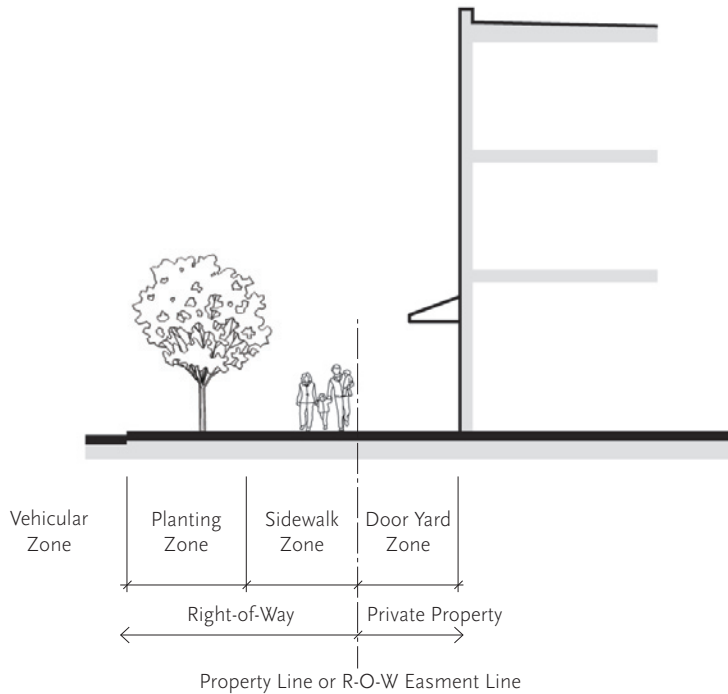 Vehicular
Zone
Planting
Zone
Sidewalk
Zone
Door Yard
Zone
Right-of-Way
Private Property
Property Line or R-O-W Easment Line